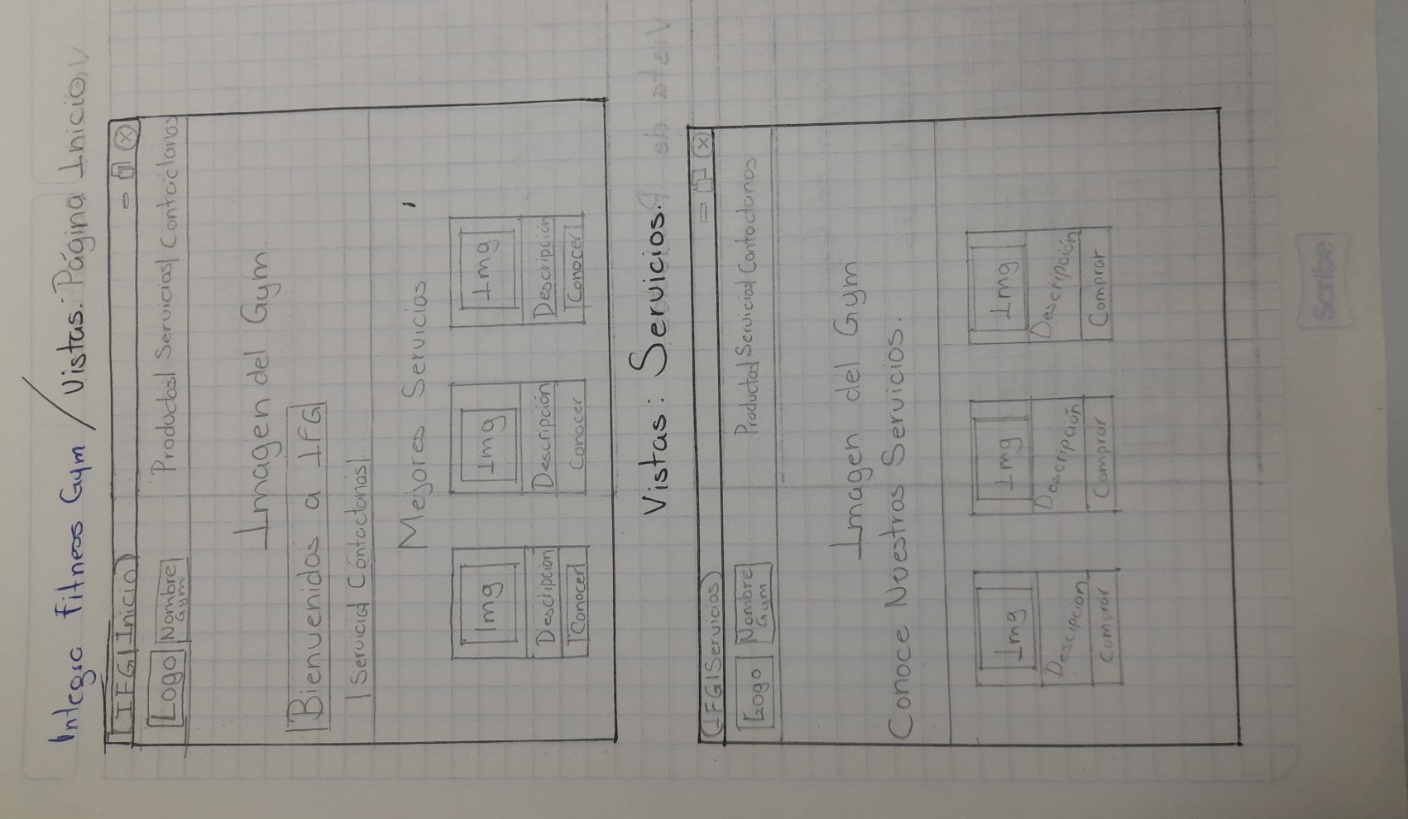 Integro Fitness Gym / Vistas: Página Inicio.
IFG|Inicio
Logo Nombre Gym Productos| Servicios| Contactanos
Imagen del Gym
Bienvenidos a IFG
|Servicios| Contactanos|.
Mejores Servicios
Img Img Img
Descripción Descripción Descripción
Conocer Conocer Conocer
Vistas: Servicios.
IFG|Servicios
Logo Nombre Gym Productos| Servicios| Contactanos
Imagen del Gym
Conoce Nuestros Servicios.
Img Img Img
Descripción Descripción Descripción
Comprar Comprar Comprar
Scribe